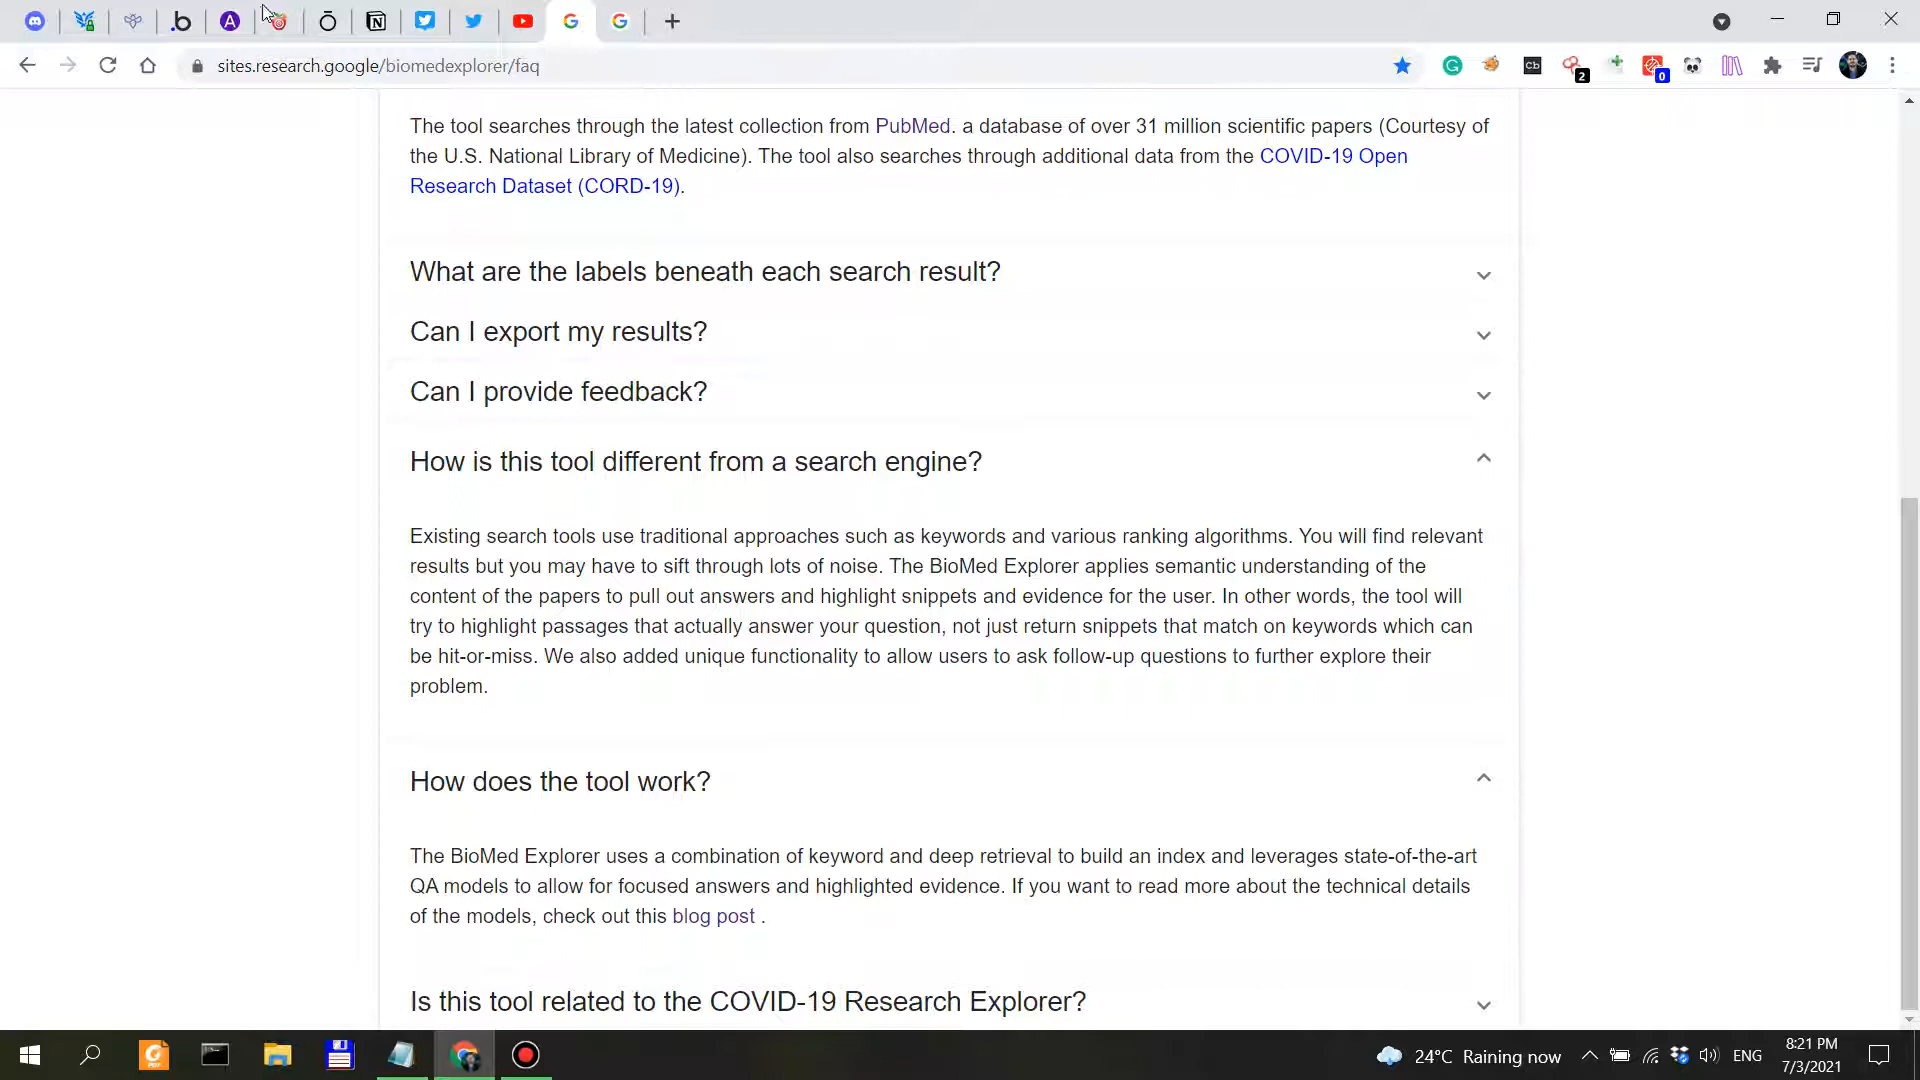 sites.research.google/biomedexplorer/faq
The tool searches through the latest collection from PubMed. a database of over 31 million scientific papers (Courtesy of
the U.S. National Library of Medicine). The tool also searches through additional data from the COVID-19 Open
Research Dataset (CORD-19).
What are the labels beneath each search result?
Can I export my results?
Can I provide feedback?
How is this tool different from a search engine?
Existing search tools use traditional approaches such as keywords and various ranking algorithms. You will find relevant
results but you may have to sift through lots of noise. The BioMed Explorer applies semantic understanding of the
content of the papers to pull out answers and highlight snippets and evidence for the user. In other words, the tool will
try to highlight passages that actually answer your question, not just return snippets that match on keywords which can
be hit-or-miss. We also added unique functionality to allow users to ask follow-up questions to further explore their
problem.
How does the tool work?
The BioMed Explorer uses a combination of keyword and deep retrieval to build an index and leverages state-of-the-art
QA models to allow for focused answers and highlighted evidence. If you want to read more about the technical details
of the models, check out this blog post .
Is this tool related to the COVID-19 Research Explorer?
24°C Raining now
ENG
8:21 PM
7/3/2021